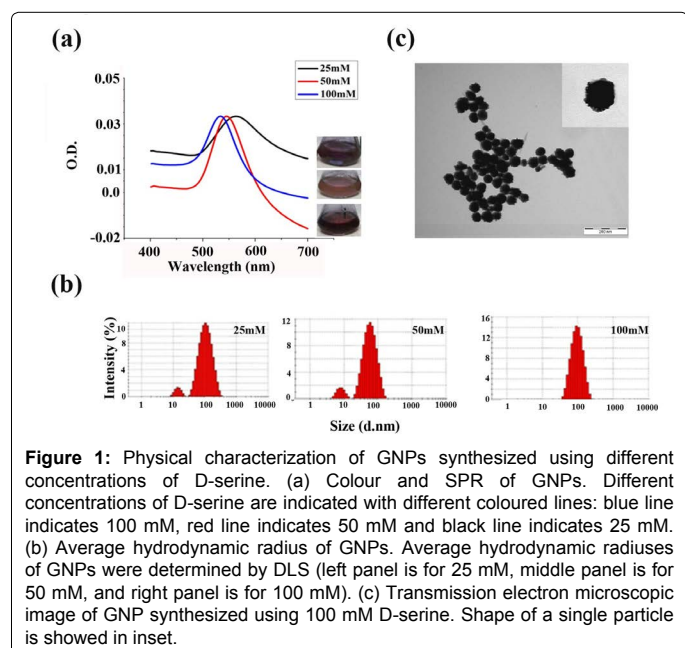 (a)
(c)
0.05
0.03
0.01
0.0
-0.02
O.D.
25mM
50mM
100mM
400
500
600
700
Wavelength (nm)
(b)
Intensity (%)
10
8
6
4
2
0
25mM
1
10
100
1000
10000
12
8
4
0
50mM
1
10
100
1000
10000
16
12
8
4
0
100mM
1
10
100
1000
10000
Size (d.nm)
Figure 1: Physical characterization of GNPs synthesized using different
concentrations of D-serine. (a) Colour and SPR of GNPs. Different
concentrations of D-serine are indicated with different coloured lines: blue line
indicates 100 mM, red line indicates 50 mM and black line indicates 25 mM.
(b) Average hydrodynamic radius of GNPs. Average hydrodynamic radiuses
of GNPs were determined by DLS (left panel is for 25 mM, middle panel is for
50 mM, and right panel is for 100 mM). (c) Transmission electron microscopic
image of GNP synthesized using 100 mM D-serine. Shape of a single particle
is showed in inset.